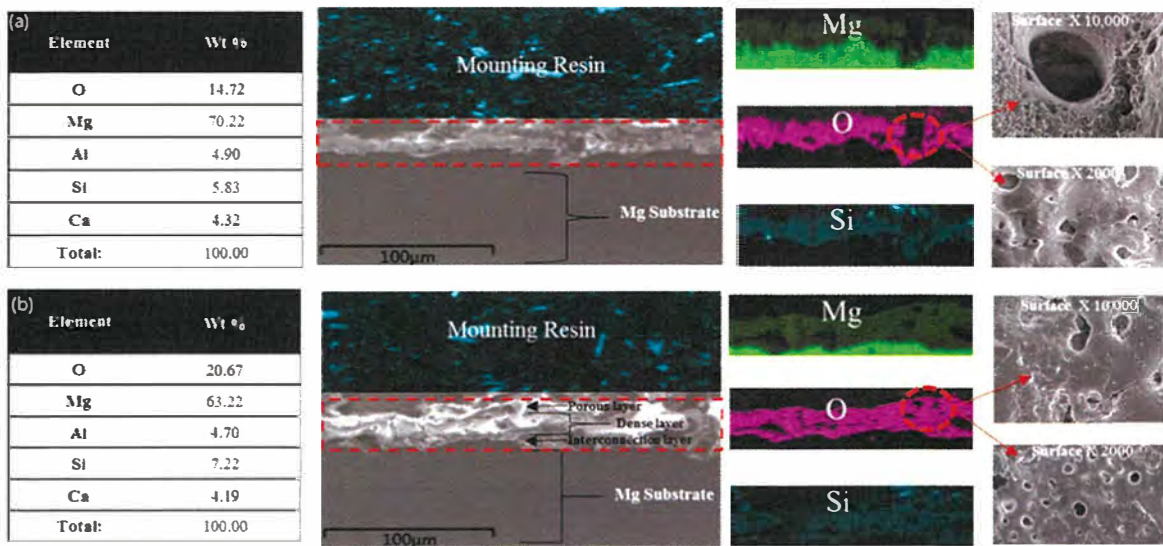 (a)
Element Wt %
O 14.72
Mg 70.22
Al 4.90
Si 5.83
Ca 4.32
Total: 100.00
Mounting Resin
Mg Substrate
100µm
Mg
O
Si
Surface X 10,000
Surface X 2000
(b)
Element Wt %
O 20.67
Mg 63.22
Al 4.70
Si 7.22
Ca 4.19
Total: 100.00
Mounting Resin
Porous layer
Dense layer
Interconnection layer
Mg Substrate
100µm
Mg
O
Si
Surface X 10,000
Surface X 2000